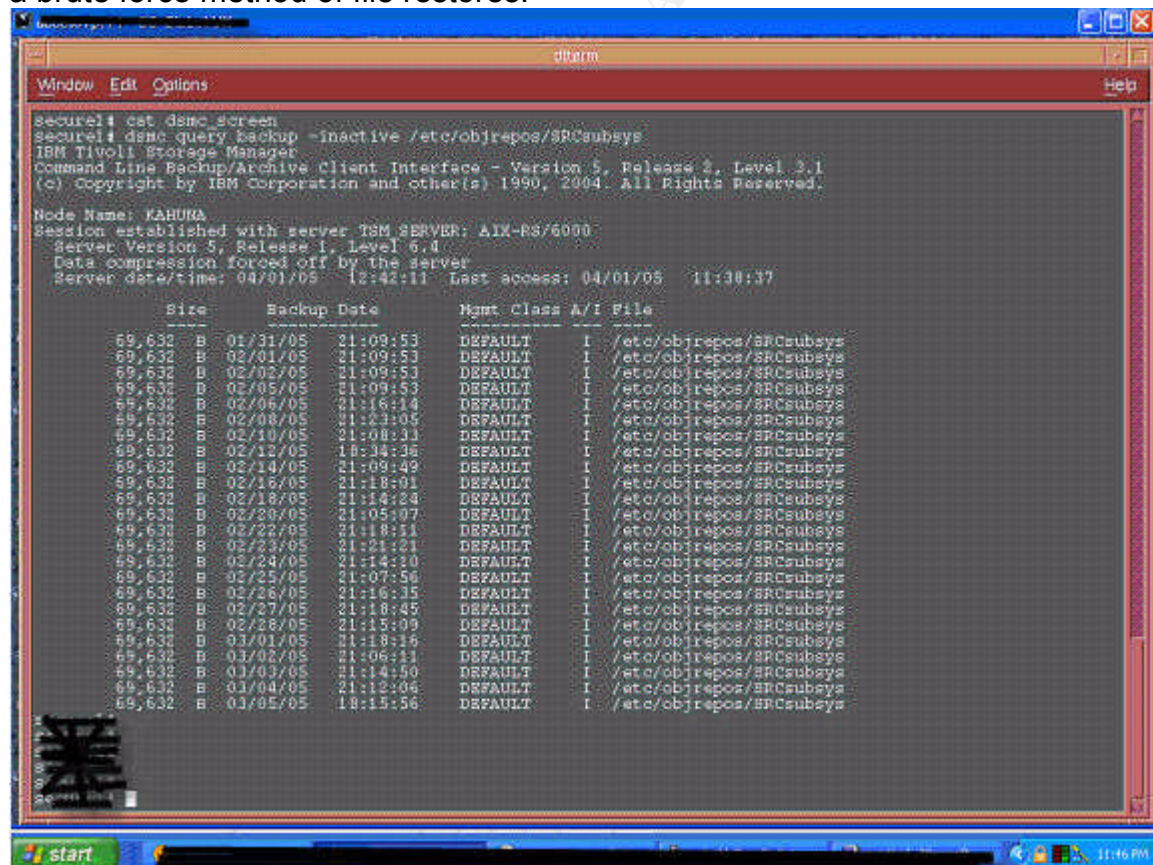 a brute force method of file restores.
dtterm
Window Edit Options Help
secure1# cat dsmc_screen
secure1# dsmc query backup -inactive /etc/objrepos/SRCsubsys
IBM Tivoli Storage Manager
Command Line Backup/Archive Client Interface - Version 5, Release 2, Level 3.1
(c) Copyright by IBM Corporation and other(s) 1990, 2004. All Rights Reserved.
Node Name: KAHUNA
Session established with server TSM_SERVER: AIX-RS/6000
Server Version 5, Release 1, Level 6.4
Data compression forced off by the server
Server date/time: 04/01/05 12:42:11 Last access: 04/01/05 11:38:37
Size Backup Date Mgmt Class A/I File
69,632 B 01/31/05 21:09:53 DEFAULT I /etc/objrepos/SRCsubsys
69,632 B 02/01/05 21:09:53 DEFAULT I /etc/objrepos/SRCsubsys
69,632 B 02/02/05 21:09:53 DEFAULT I /etc/objrepos/SRCsubsys
69,632 B 02/05/05 21:09:53 DEFAULT I /etc/objrepos/SRCsubsys
69,632 B 02/06/05 21:16:14 DEFAULT I /etc/objrepos/SRCsubsys
69,632 B 02/08/05 21:23:05 DEFAULT I /etc/objrepos/SRCsubsys
69,632 B 02/10/05 21:08:33 DEFAULT I /etc/objrepos/SRCsubsys
69,632 B 02/12/05 18:34:36 DEFAULT I /etc/objrepos/SRCsubsys
69,632 B 02/14/05 21:09:49 DEFAULT I /etc/objrepos/SRCsubsys
69,632 B 02/16/05 21:18:01 DEFAULT I /etc/objrepos/SRCsubsys
69,632 B 02/18/05 21:14:24 DEFAULT I /etc/objrepos/SRCsubsys
69,632 B 02/20/05 21:05:07 DEFAULT I /etc/objrepos/SRCsubsys
69,632 B 02/22/05 21:18:11 DEFAULT I /etc/objrepos/SRCsubsys
69,632 B 02/23/05 21:21:21 DEFAULT I /etc/objrepos/SRCsubsys
69,632 B 02/24/05 21:14:10 DEFAULT I /etc/objrepos/SRCsubsys
69,632 B 02/25/05 21:07:56 DEFAULT I /etc/objrepos/SRCsubsys
69,632 B 02/26/05 21:16:35 DEFAULT I /etc/objrepos/SRCsubsys
69,632 B 02/27/05 21:18:45 DEFAULT I /etc/objrepos/SRCsubsys
69,632 B 02/28/05 21:15:09 DEFAULT I /etc/objrepos/SRCsubsys
69,632 B 03/01/05 21:18:16 DEFAULT I /etc/objrepos/SRCsubsys
69,632 B 03/02/05 21:06:11 DEFAULT I /etc/objrepos/SRCsubsys
69,632 B 03/03/05 21:14:50 DEFAULT I /etc/objrepos/SRCsubsys
69,632 B 03/04/05 21:12:06 DEFAULT I /etc/objrepos/SRCsubsys
69,632 B 03/05/05 18:15:56 DEFAULT I /etc/objrepos/SRCsubsys
start 11:46 PM